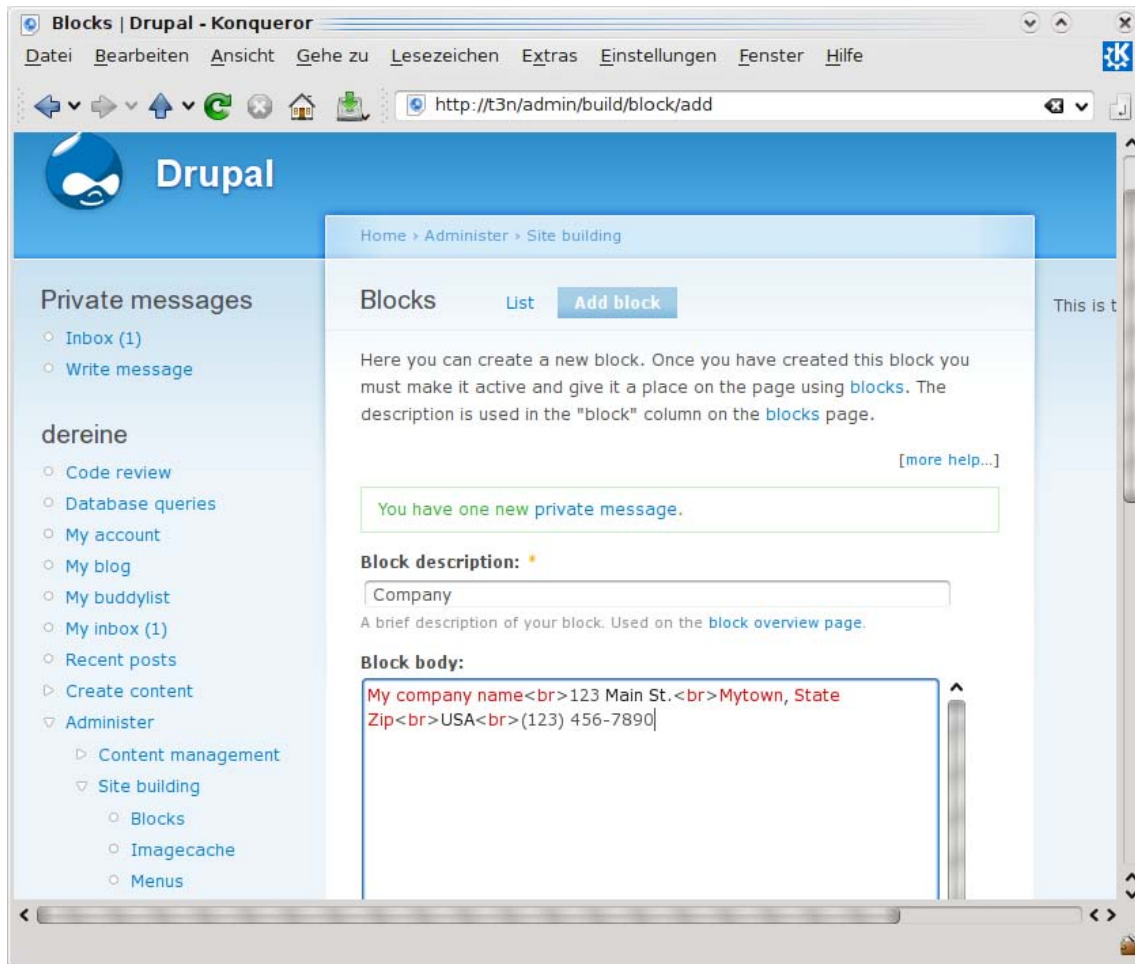 Blocks | Drupal - Konqueror
Datei Bearbeiten Ansicht Gehe zu Lesezeichen Extras Einstellungen Fenster Hilfe
http://t3n/admin/build/block/add
Drupal
Home › Administer › Site building
Private messages
Inbox (1)
Write message
dereine
Code review
Database queries
My account
My blog
My buddylist
My inbox (1)
Recent posts
Create content
Administer
Content management
Site building
Blocks
Imagecache
Menus
Blocks List Add block
Here you can create a new block. Once you have created this block you
must make it active and give it a place on the page using blocks. The
description is used in the "block" column on the blocks page.
[more help...]
You have one new private message.
Block description: *
Company
A brief description of your block. Used on the block overview page.
Block body:
My company name<br>123 Main St.<br>Mytown, State
Zip<br>USA<br>(123) 456-7890
This is t